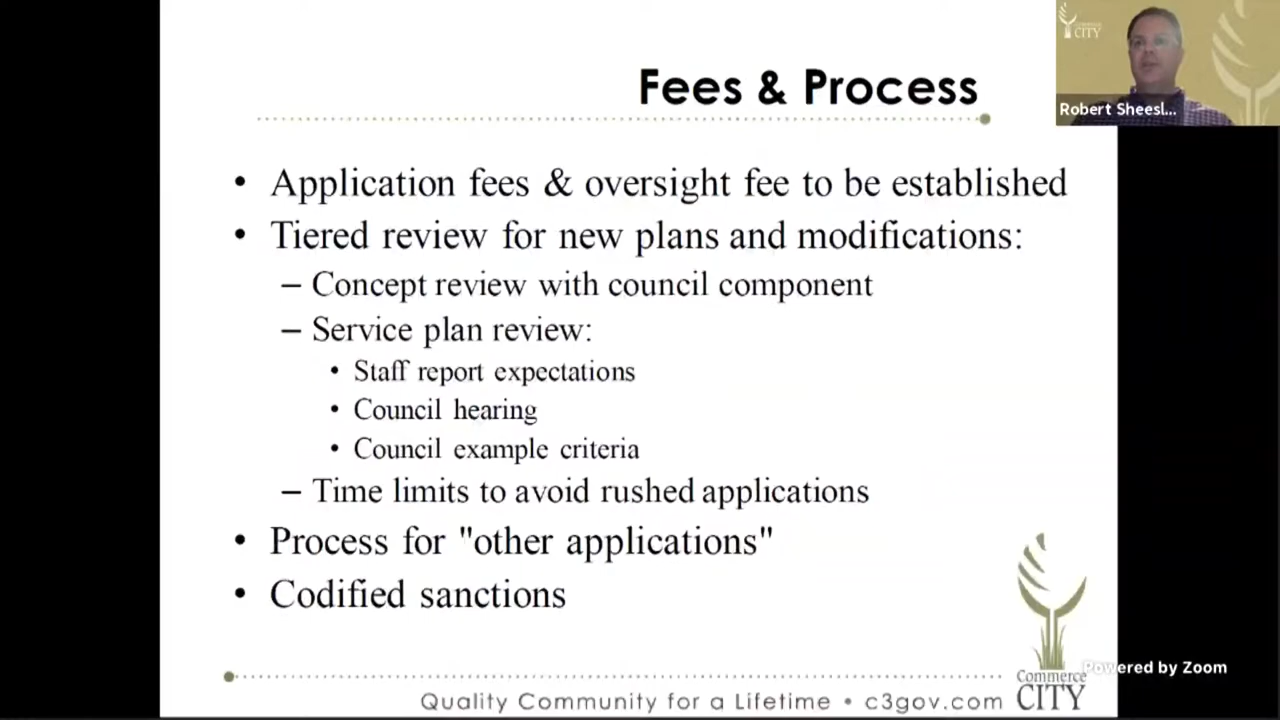 Fees & Process
COMMERCE
CITY
Robert Sheesl...
• Application fees & oversight fee to be established
• Tiered review for new plans and modifications:
– Concept review with council component
– Service plan review:
• Staff report expectations
• Council hearing
• Council example criteria
– Time limits to avoid rushed applications
• Process for "other applications"
• Codified sanctions
Commerce
CITY
Powered by Zoom
Quality Community for a Lifetime • c3gov.com